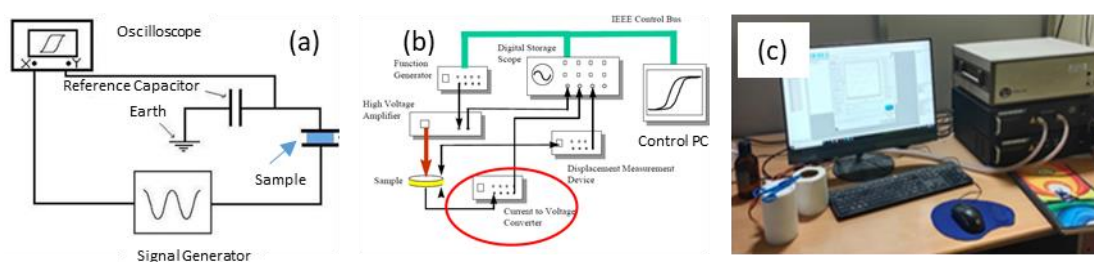 Oscilloscope
(a)
X
Y
Reference Capacitor
Earth
Sample
Signal Generator
(b)
IEEE Control Bus
Digital Storage
Scope
Function
Generator
High Voltage
Amplifier
Control PC
Sample
Displacement Measurement
Device
Current to Voltage
Converter
(c)